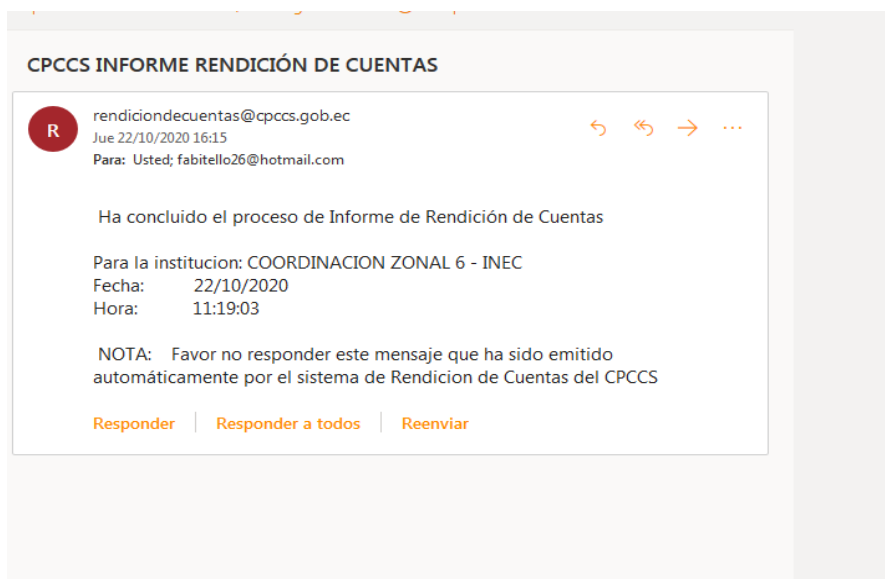 CPCCS INFORME RENDICIÓN DE CUENTAS
R
rendiciondecuentas@cpccs.gob.ec
Jue 22/10/2020 16:15
Para: Usted; fabitello26@hotmail.com
Ha concluido el proceso de Informe de Rendición de Cuentas
Para la institucion: COORDINACION ZONAL 6 - INEC
Fecha: 22/10/2020
Hora: 11:19:03
NOTA: Favor no responder este mensaje que ha sido emitido
automáticamente por el sistema de Rendicion de Cuentas del CPCCS
Responder Responder a todos Reenviar